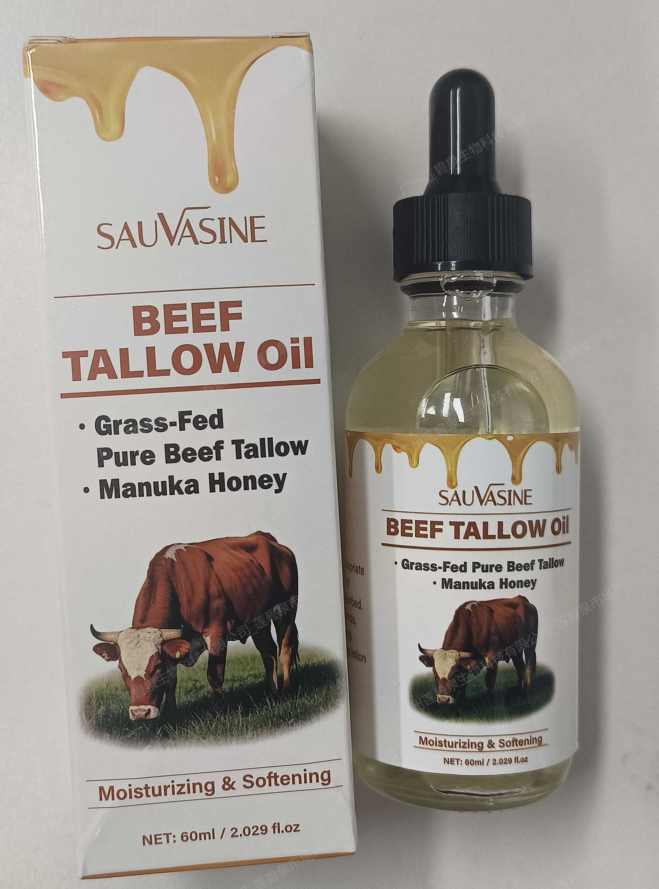 SAUVASINE
BEEF
TALLOW Oil
· Grass-Fed
Pure Beef Tallow
· Manuka Honey
Moisturizing & Softening
NET: 60ml / 2.029 fl.oz
SAUVASINE
BEEF TALLOW Oil
· Grass-Fed Pure Beef Tallow
· Manuka Honey
Moisturizing & Softening
NET: 60ml / 2.029 fl.oz